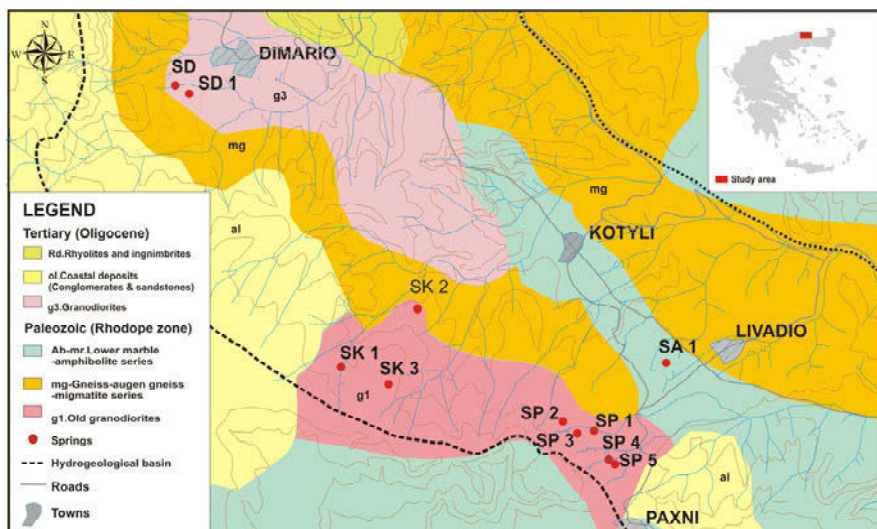 N
W E
S
DIMARIO
SD
SD 1
g3
mg
mg
Study area
LEGEND
Tertiary (Oligocene)
Rd.Rhyolites and ingnimbrites
ol.Coastal deposits
(Conglomerates & sandstones)
g3.Granodiorites
Paleozoic (Rhodope zone)
Ab-mr.Lower marble
-amphibolite series
mg-Gneiss-augen gneiss
-migmatite series
g1.Old granodiorites
Springs
Hydrogeological basin
Roads
Towns
al
KOTYLI
SK 2
SK 1
SK 3
g1
SA 1
LIVADIO
SP 2
SP 1
SP 3
SP 4
SP 5
al
PAXNI